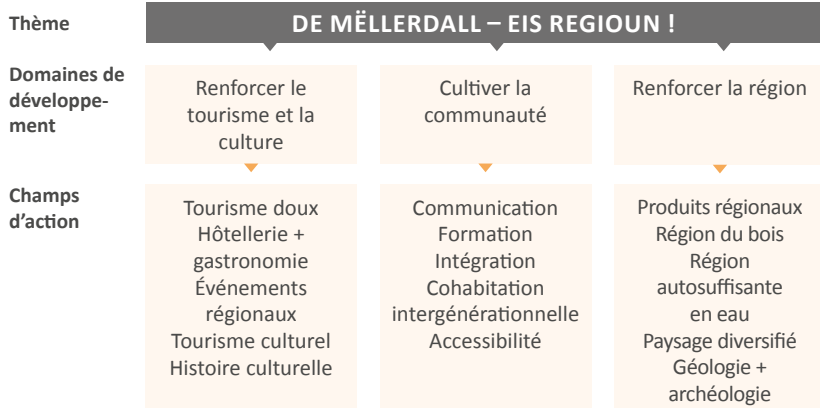 Thème
DE MËLLERDALL – EIS REGIOUN !
Domaines de
développe-
ment
Renforcer le
tourisme et la
culture
Cultiver la
communauté
Renforcer la région
Champs
d'action
Tourisme doux
Hôtellerie +
gastronomie
Événements
régionaux
Tourisme culturel
Histoire culturelle
Communication
Formation
Intégration
Cohabitation
intergénérationnelle
Accessibilité
Produits régionaux
Région du bois
Région
autosuffisante
en eau
Paysage diversifié
Géologie +
archéologie